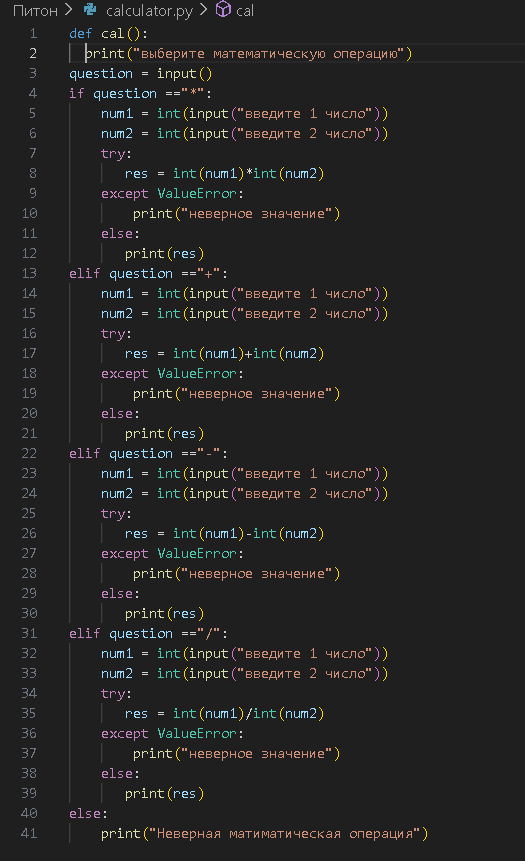 Питон > calculator.py > cal
1 def cal():
2 print("выберите математическую операцию")
3 question = input()
4 if question =="*":
5 num1 = int(input("введите 1 число"))
6 num2 = int(input("введите 2 число"))
7 try:
8 res = int(num1)*int(num2)
9 except ValueError:
10 print("неверное значение")
11 else:
12 print(res)
13 elif question =="+":
14 num1 = int(input("введите 1 число"))
15 num2 = int(input("введите 2 число"))
16 try:
17 res = int(num1)+int(num2)
18 except ValueError:
19 print("неверное значение")
20 else:
21 print(res)
22 elif question =="-":
23 num1 = int(input("введите 1 число"))
24 num2 = int(input("введите 2 число"))
25 try:
26 res = int(num1)-int(num2)
27 except ValueError:
28 print("неверное значение")
29 else:
30 print(res)
31 elif question =="/":
32 num1 = int(input("введите 1 число"))
33 num2 = int(input("введите 2 число"))
34 try:
35 res = int(num1)/int(num2)
36 except ValueError:
37 print("неверное значение")
38 else:
39 print(res)
40 else:
41 print("Неверная матиматическая операция")